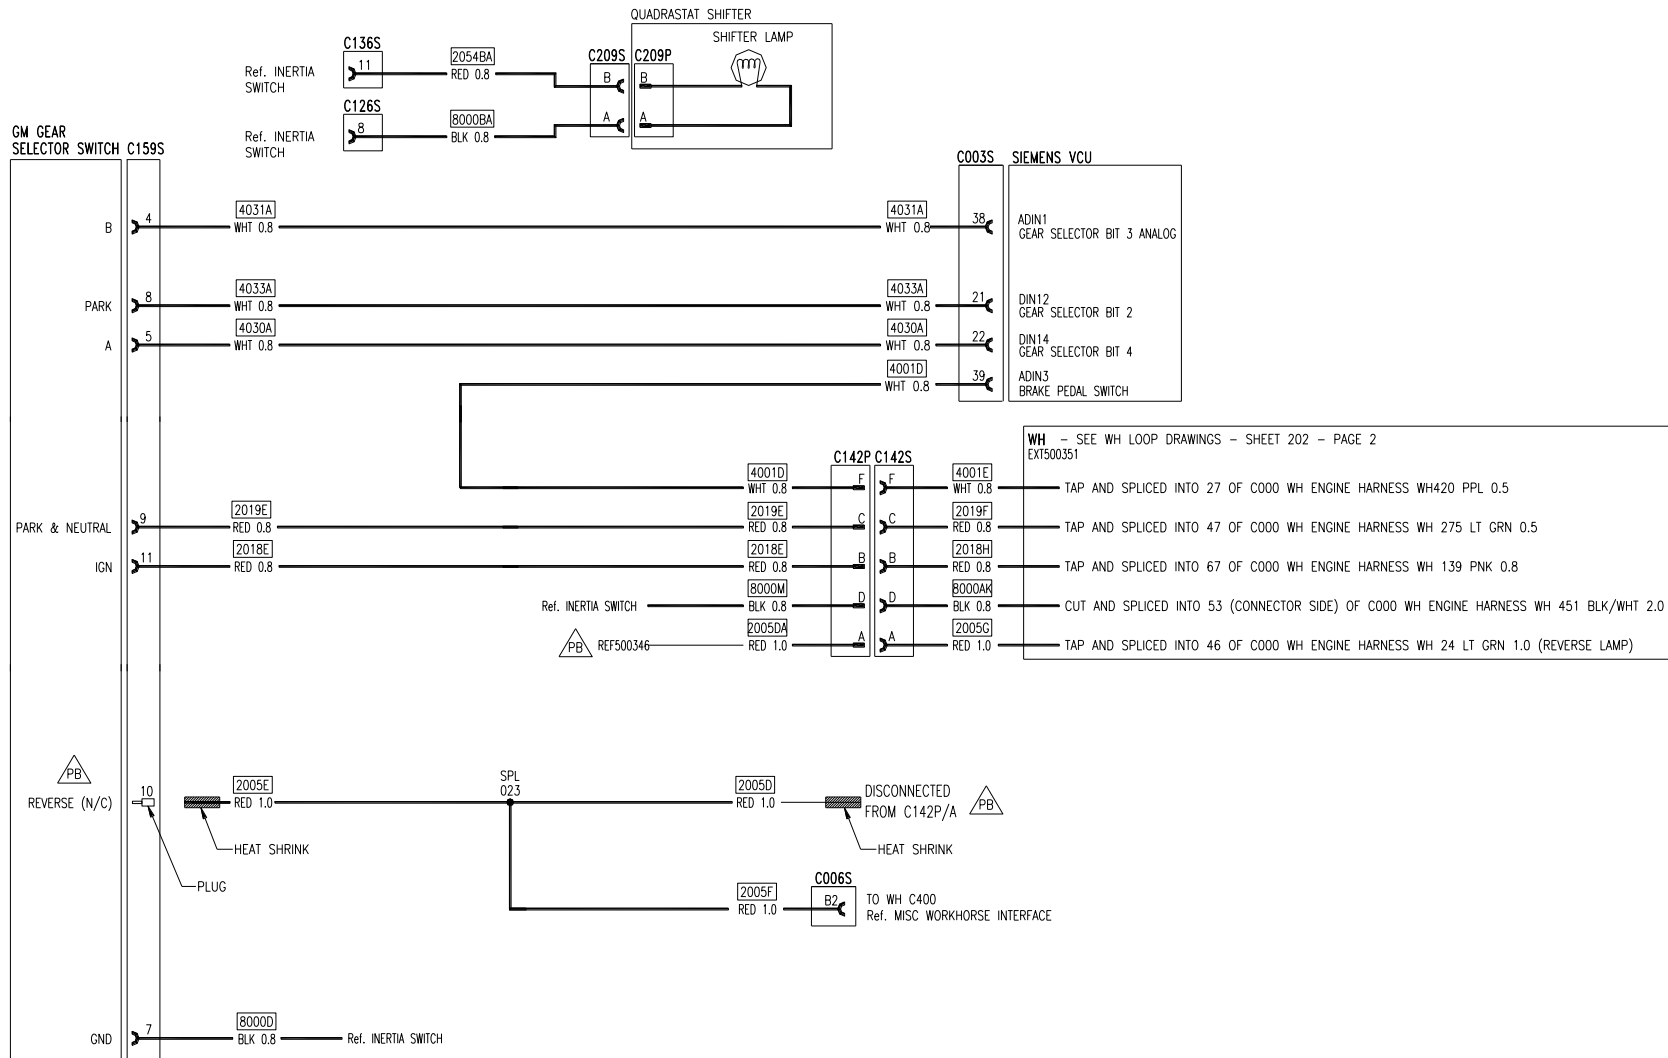 QUADRASTAT SHIFTER
SHIFTER LAMP
C136S
11
Ref. INERTIA
SWITCH
2054BA
RED 0.8
C209S C209P
B B
A A
C126S
8
Ref. INERTIA
SWITCH
8000BA
BLK 0.8
GM GEAR
SELECTOR SWITCH C159S
C003S SIEMENS VCU
B 4
4031A
WHT 0.8
4031A
WHT 0.8
38
ADIN1
GEAR SELECTOR BIT 3 ANALOG
PARK 8
4033A
WHT 0.8
4033A
WHT 0.8
21
DIN12
GEAR SELECTOR BIT 2
A 5
4030A
WHT 0.8
4030A
WHT 0.8
22
DIN14
GEAR SELECTOR BIT 4
4001D
WHT 0.8
39
ADIN3
BRAKE PEDAL SWITCH
WH - SEE WH LOOP DRAWINGS - SHEET 202 - PAGE 2
EXT500351
C142P C142S
4001D
WHT 0.8
F F
4001E
WHT 0.8
TAP AND SPLICED INTO 27 OF C000 WH ENGINE HARNESS WH420 PPL 0.5
PARK & NEUTRAL 9
2019E
RED 0.8
2019E
RED 0.8
C C
2019F
RED 0.8
TAP AND SPLICED INTO 47 OF C000 WH ENGINE HARNESS WH 275 LT GRN 0.5
IGN 11
2018E
RED 0.8
2018E
RED 0.8
B B
2018H
RED 0.8
TAP AND SPLICED INTO 67 OF C000 WH ENGINE HARNESS WH 139 PNK 0.8
Ref. INERTIA SWITCH
8000M
BLK 0.8
D D
8000AK
BLK 0.8
CUT AND SPLICED INTO 53 (CONNECTOR SIDE) OF C000 WH ENGINE HARNESS WH 451 BLK/WHT 2.0
PB REF500346
2005DA
RED 1.0
A A
2005G
RED 1.0
TAP AND SPLICED INTO 46 OF C000 WH ENGINE HARNESS WH 24 LT GRN 1.0 (REVERSE LAMP)
PB
REVERSE (N/C) 10
2005E
RED 1.0
SPL
023
2005D
RED 1.0
DISCONNECTED
FROM C142P/A
PB
HEAT SHRINK
HEAT SHRINK
PLUG
2005F
RED 1.0
C006S
B2
TO WH C400
Ref. MISC WORKHORSE INTERFACE
GND 7
8000D
BLK 0.8
Ref. INERTIA SWITCH